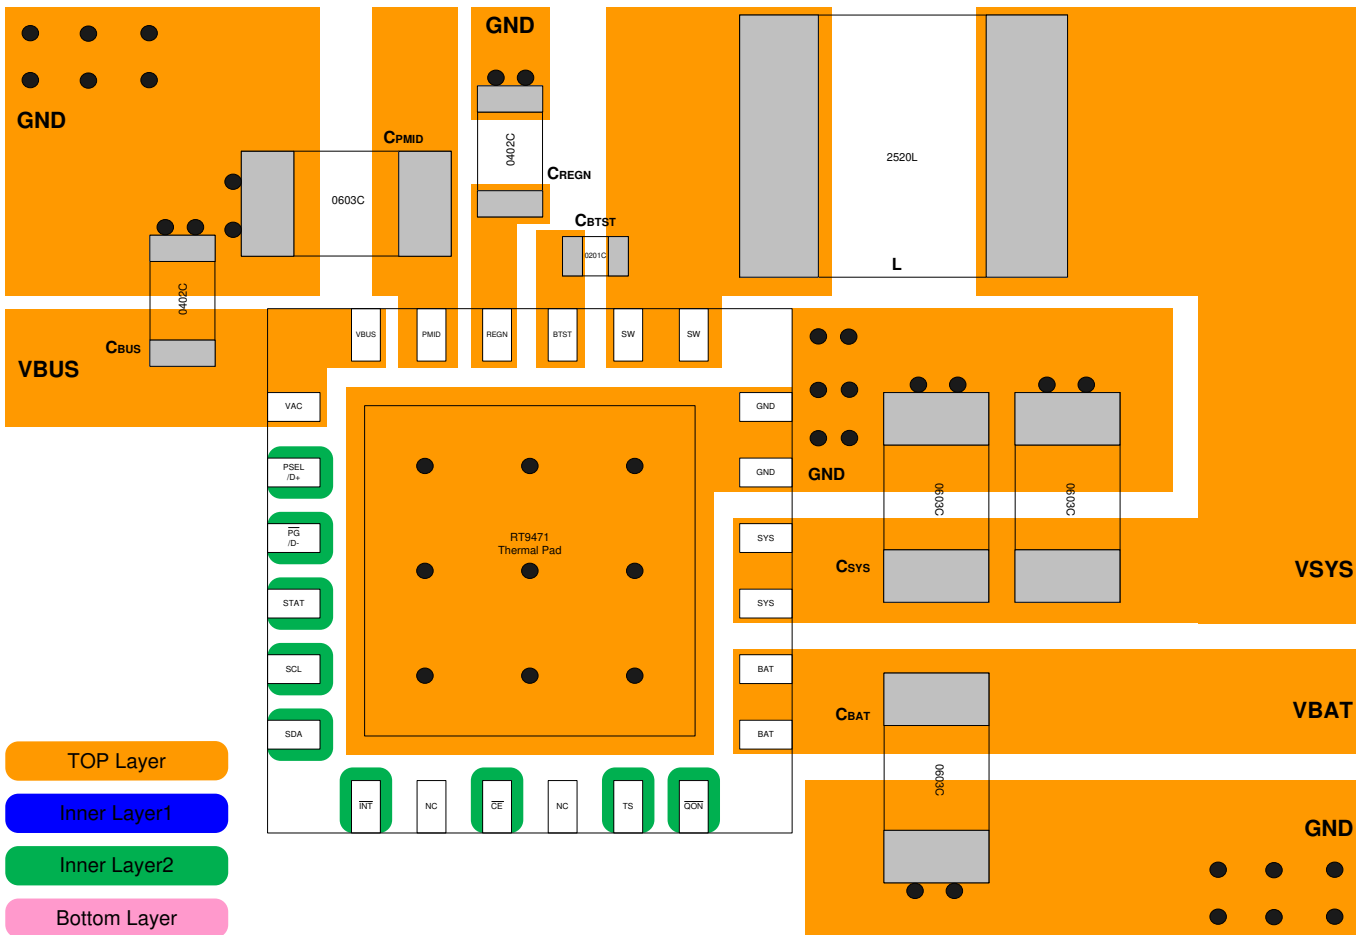 GND
GND
CPMID
0402C
2520L
CREGN
0603C
CBTST
0201C
L
0402C
CBUS
VBUS
VBUS
PMID
REGN
BTST
SW
SW
VAC
GND
PSEL
/D+
GND
GND
PG
/D-
RT9471
Thermal Pad
SYS
0603C
0603C
CSYS
VSYS
STAT
SYS
SCL
BAT
SDA
BAT
CBAT
VBAT
0603C
INT
NC
CE
NC
TS
QON
GND
TOP Layer
Inner Layer1
Inner Layer2
Bottom Layer